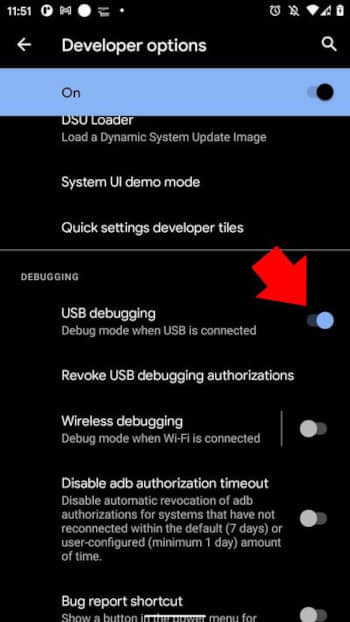 11:51
Developer options
On
DSU Loader
Load a Dynamic System Update Image
System UI demo mode
Quick settings developer tiles
DEBUGGING
USB debugging
Debug mode when USB is connected
Revoke USB debugging authorizations
Wireless debugging
Debug mode when Wi-Fi is connected
Disable adb authorization timeout
Disable automatic revocation of adb
authorizations for systems that have not
reconnected within the default (7 days) or
user-configured (minimum 1 day) amount
of time.
Bug report shortcut
Show a button in the power menu for